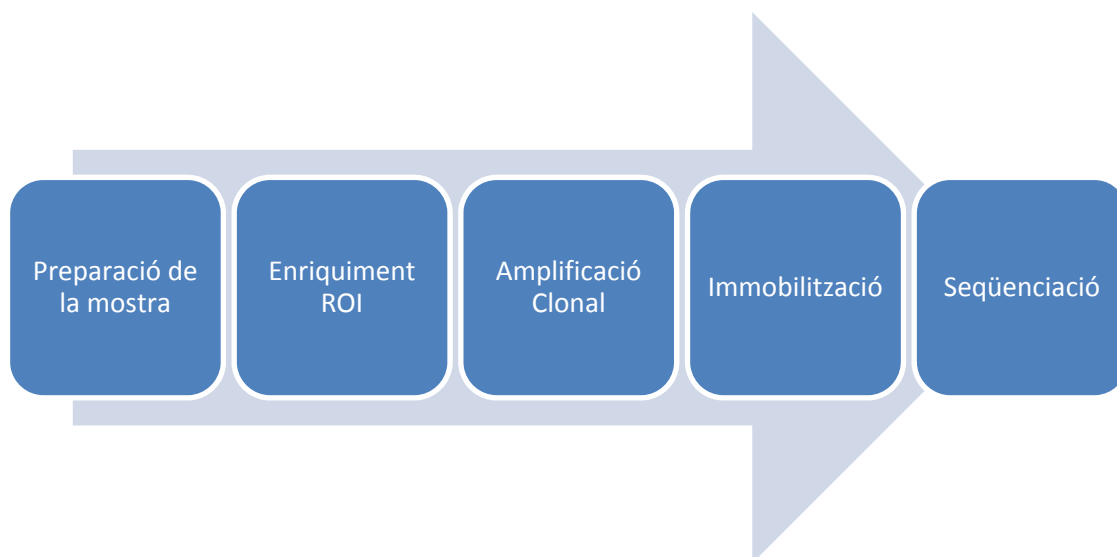 Preparació de
la mostra
Enriquiment
ROI
Amplificació
Clonal
Immobilització
Seqüenciació